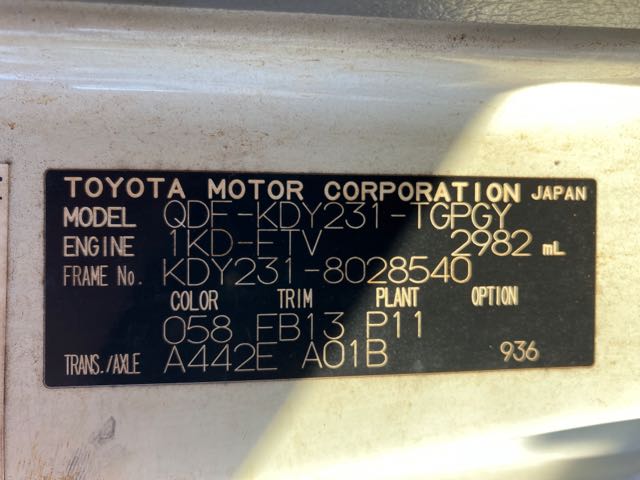 TOYOTA MOTOR CORPORATION JAPAN
MODEL QDF-KDY231-TGPGY
ENGINE 1KD-FTV 2982 mL
FRAME No. KDY231-8028540
COLOR TRIM PLANT OPTION
058 FB13 P11
TRANS./AXLE A442E A01B 936